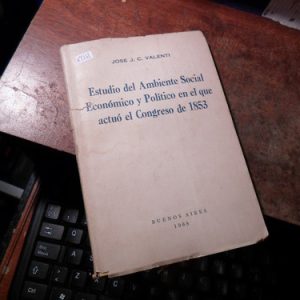 JOSE J. C. VALENTI
Estudio del Ambiente Social
Económico y Político en el que
actuó el Congreso de 1853
BUENOS AIRES